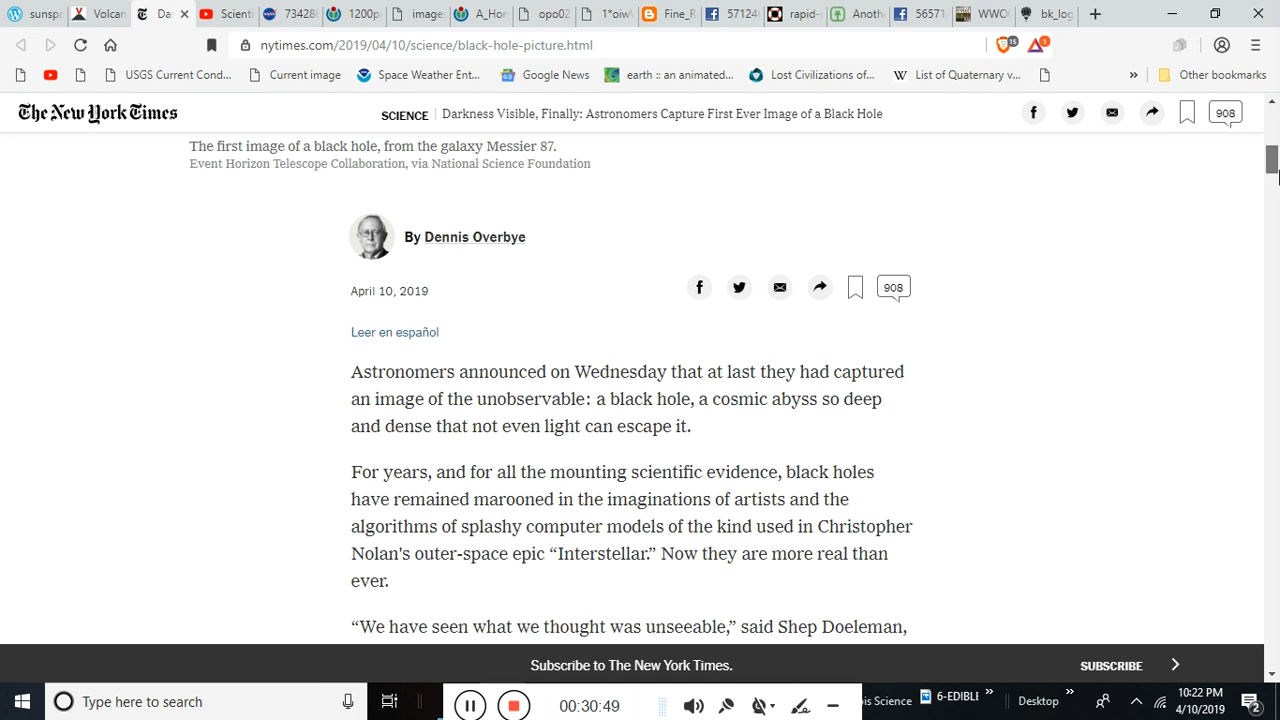 sunspo
Volcan
Da
Scienti
734280
1200p
image
A_Hor
opo02
1*oiwU
Fine_R
571240
rapid-
Anoth
56571
WWO
bk_log
nytimes.com/2019/04/10/science/black-hole-picture.html
15
1
USGS Current Cond...
Current image
Space Weather Ent...
Google News
earth :: an animated...
Lost Civilizations of...
List of Quaternary v...
Other bookmarks
The New York Times
SCIENCE | Darkness Visible, Finally: Astronomers Capture First Ever Image of a Black Hole
908
The first image of a black hole, from the galaxy Messier 87.
Event Horizon Telescope Collaboration, via National Science Foundation
By Dennis Overbye
April 10, 2019
908
Leer en español
Astronomers announced on Wednesday that at last they had captured
an image of the unobservable: a black hole, a cosmic abyss so deep
and dense that not even light can escape it.
For years, and for all the mounting scientific evidence, black holes
have remained marooned in the imaginations of artists and the
algorithms of splashy computer models of the kind used in Christopher
Nolan's outer-space epic “Interstellar.” Now they are more real than
ever.
“We have seen what we thought was unseeable,” said Shep Doeleman,
Subscribe to The New York Times.
SUBSCRIBE
Type here to search
00:30:49
is Science
6-EDIBLE
Desktop
10:22 PM
4/10/2019
2